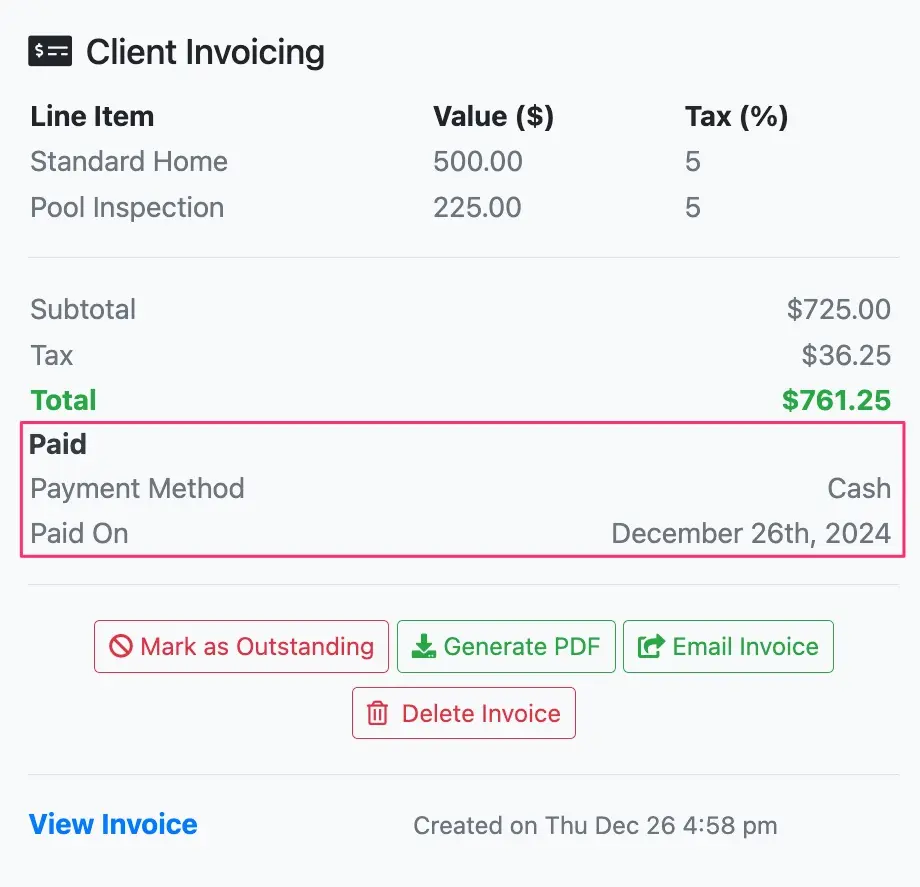 Client Invoicing
Line Item Value ($) Tax (%)
Standard Home 500.00 5
Pool Inspection 225.00 5
Subtotal $725.00
Tax $36.25
Total $761.25
Paid
Payment Method Cash
Paid On December 26th, 2024
Mark as Outstanding Generate PDF Email Invoice
Delete Invoice
View Invoice Created on Thu Dec 26 4:58 pm